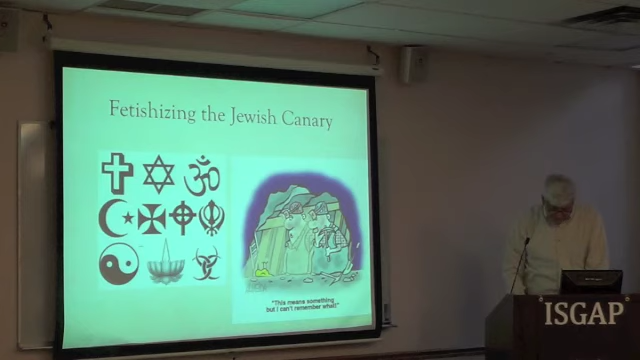 Fetishizing the Jewish Canary
"This means something
but I can't remember what!"
ISGAP